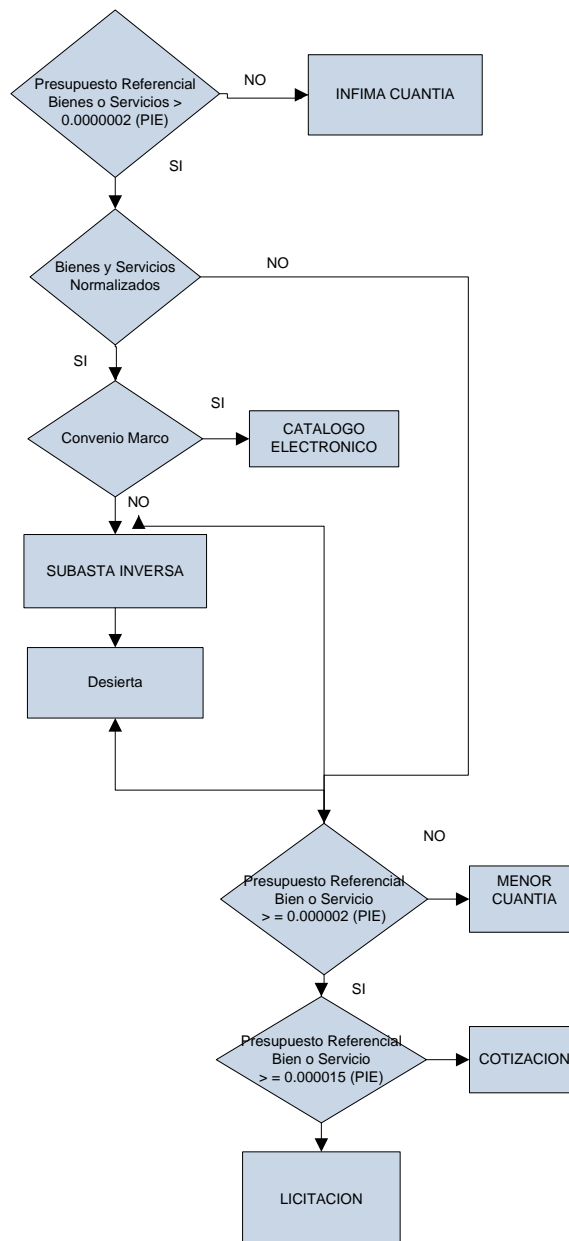 Presupuesto Referencial
Bienes o Servicios >
0.0000002 (PIE)
NO
INFIMA CUANTIA
SI
Bienes y Servicios
Normalizados
NO
SI
Convenio Marco
SI
CATALOGO
ELECTRONICO
NO
SUBASTA INVERSA
Desierta
NO
Presupuesto Referencial
Bien o Servicio
> = 0.000002 (PIE)
MENOR
CUANTIA
SI
Presupuesto Referencial
Bien o Servicio
> = 0.000015 (PIE)
COTIZACION
LICITACION